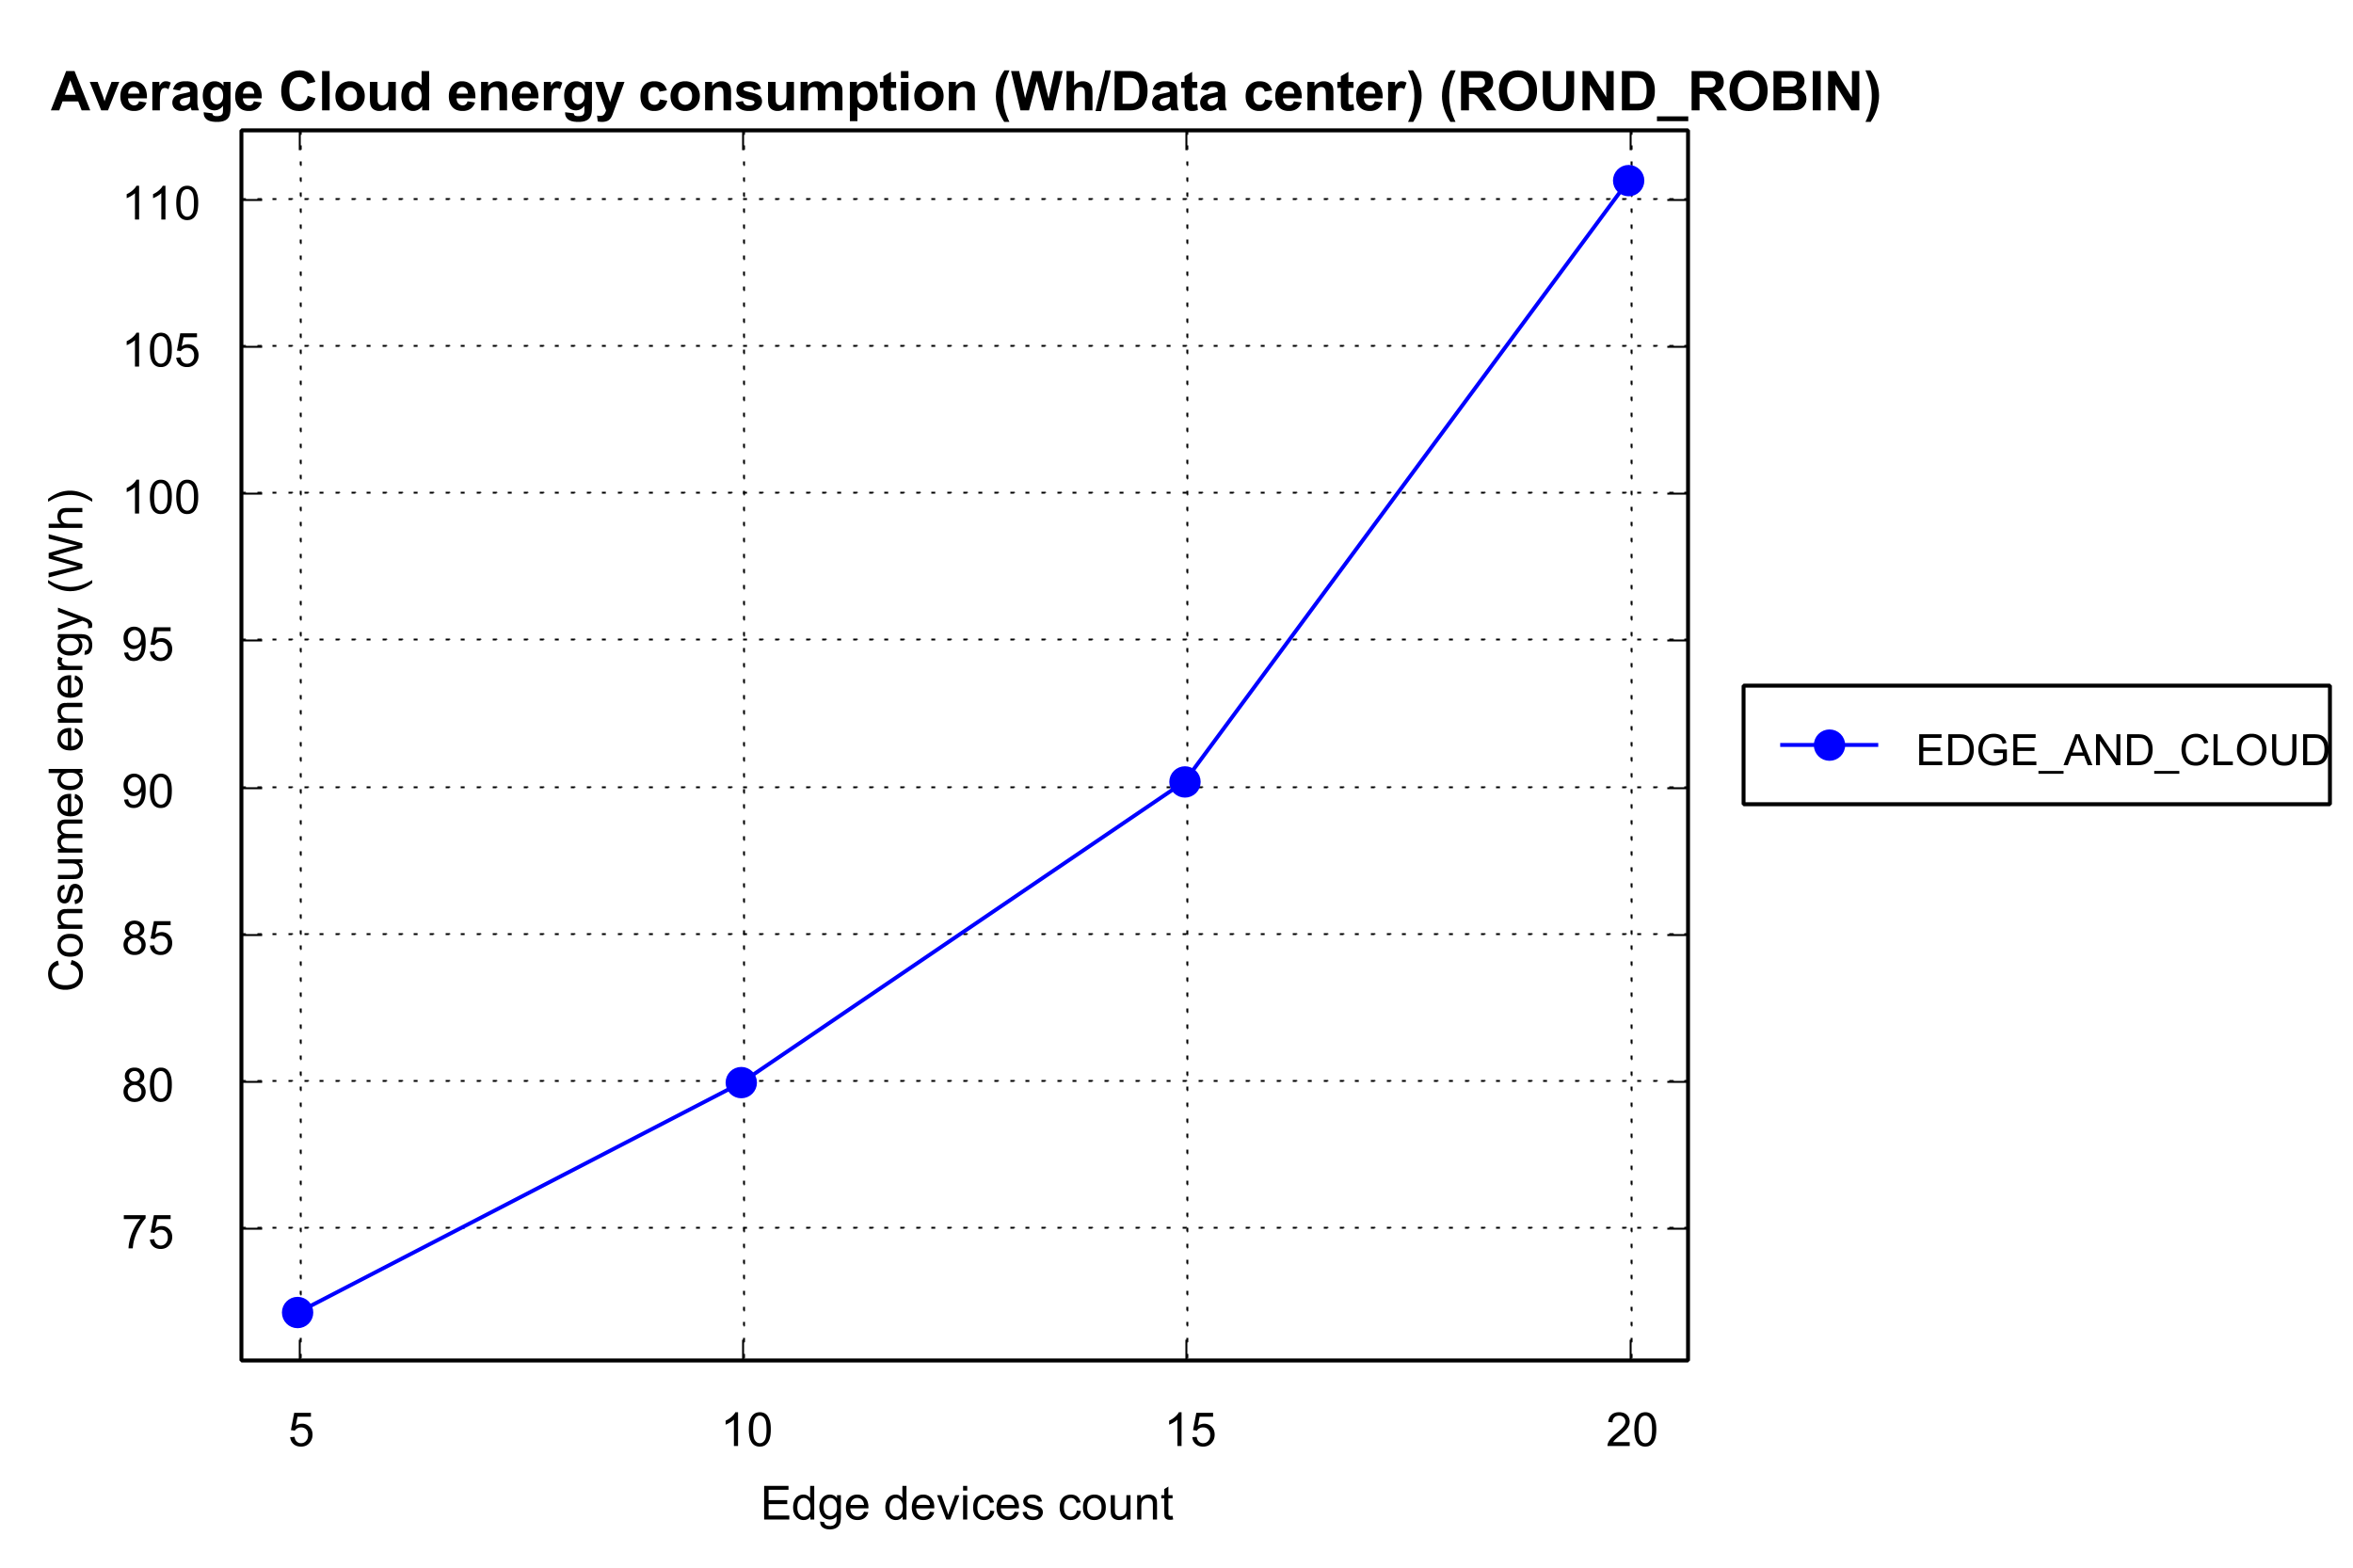 Average Cloud energy consumption (Wh/Data center) (ROUND_ROBIN)
110
105
100
95
90
85
80
75
Consumed energy (Wh)
5 10 15 20
Edge devices count
EDGE_AND_CLOUD